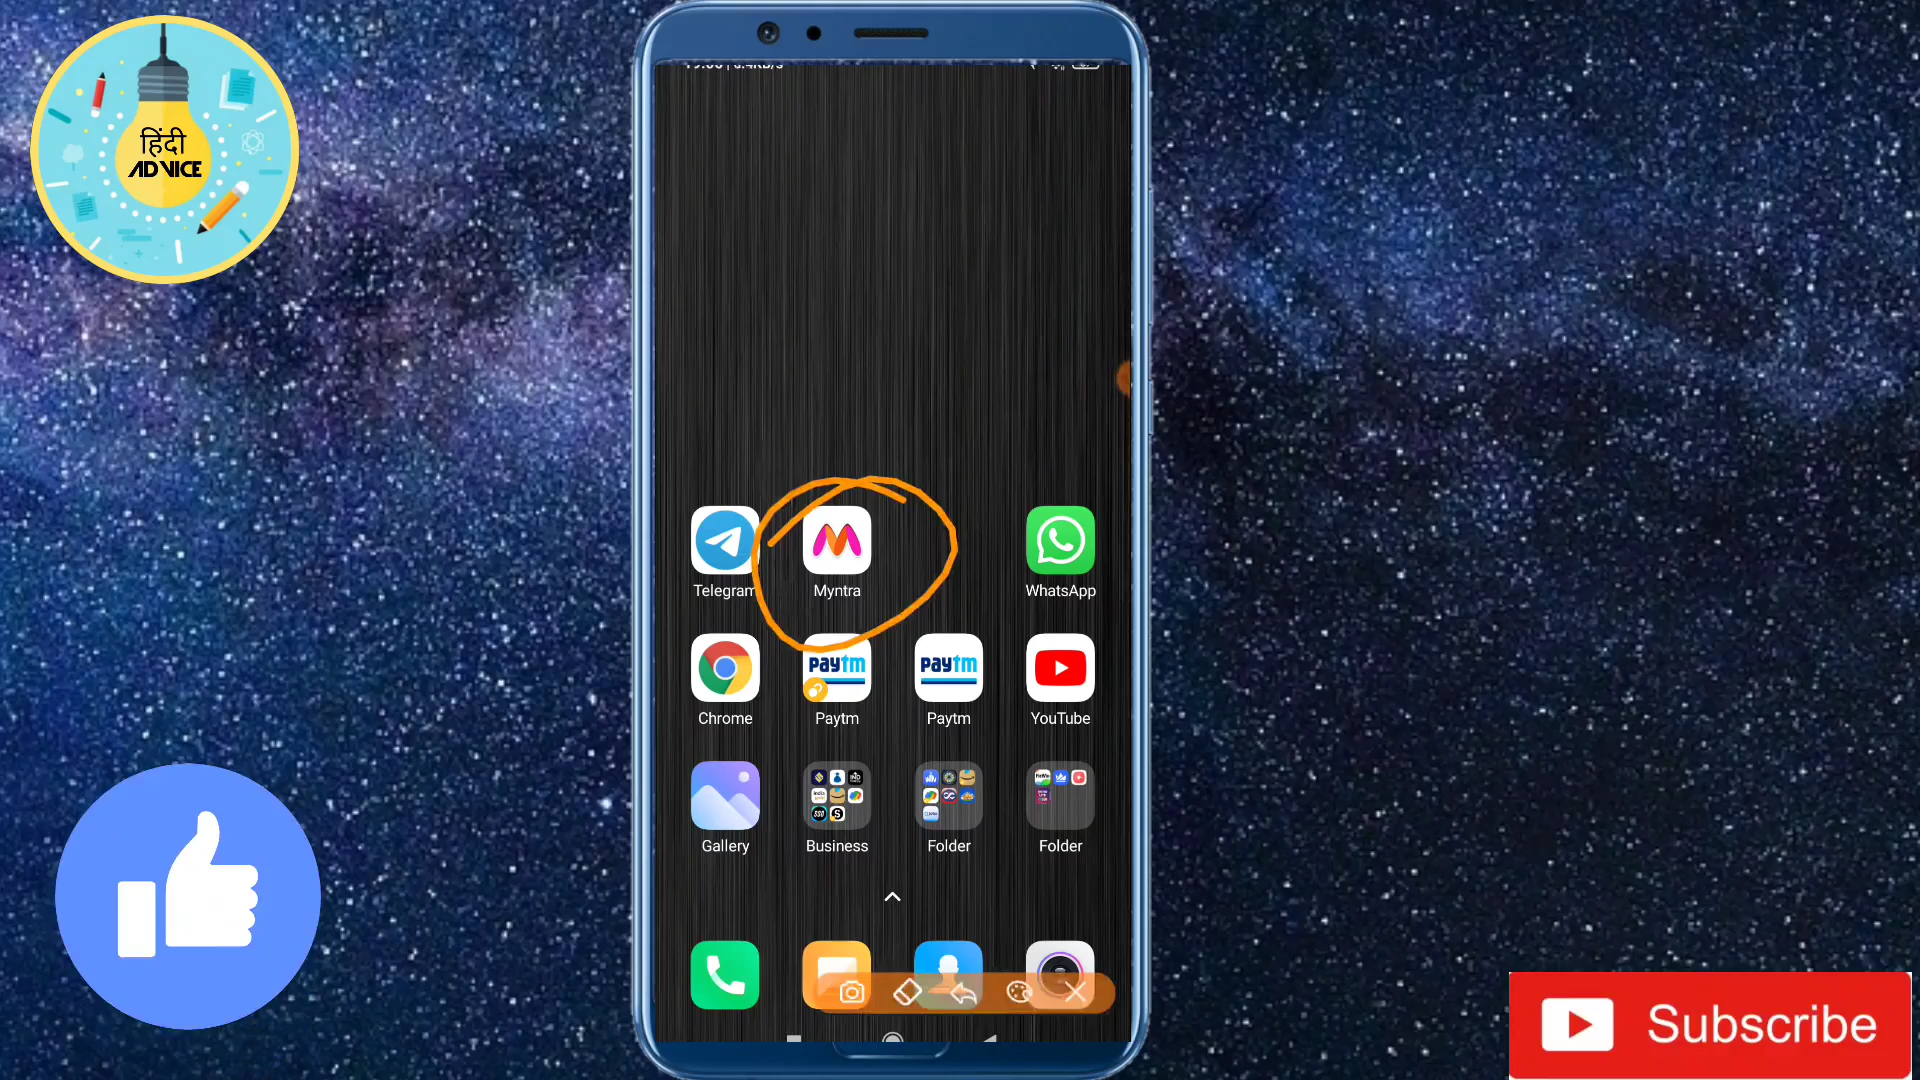 हिंदी
ADVICE
Telegram
Myntra
WhatsApp
paytm
paytm
Chrome
Paytm
Paytm
YouTube
Gallery
Business
Folder
Folder
Subscribe